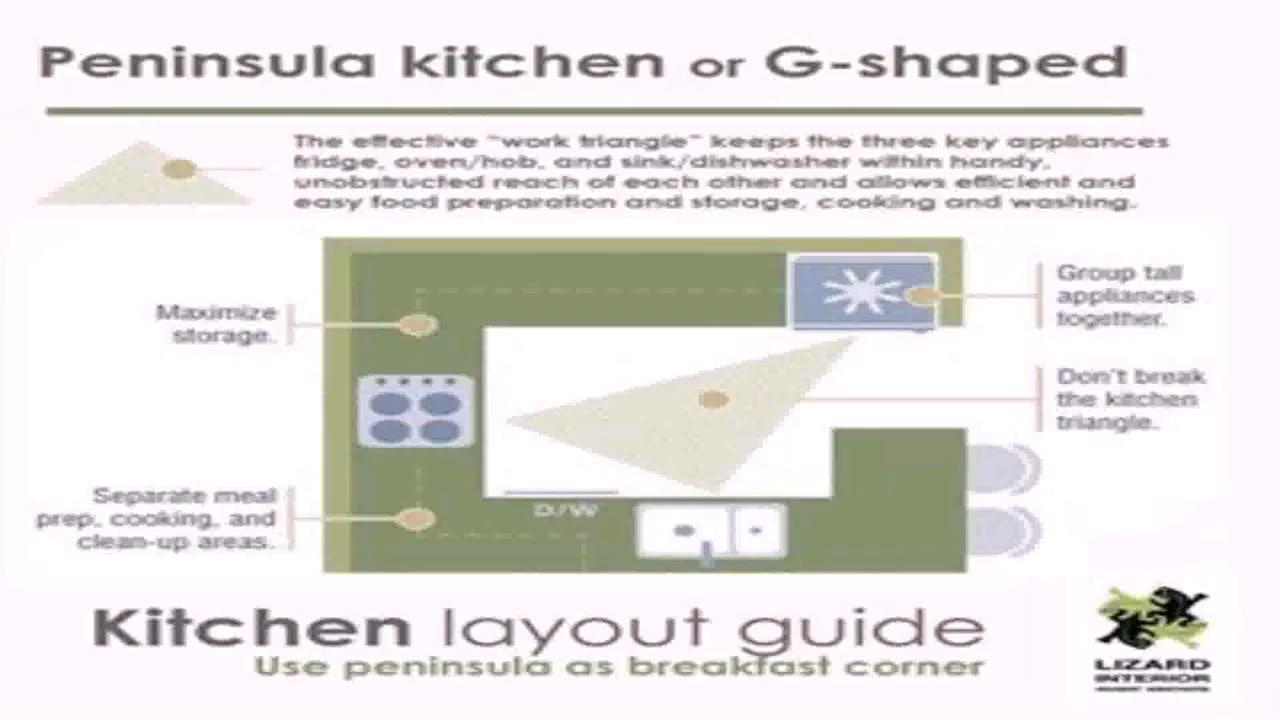 Peninsula kitchen or G-shaped
The effective "work triangle" keeps the three key appliances
fridge, oven/hob, and sink/dishwasher within handy,
unobstructed reach of each other and allows efficient and
easy food preparation and storage, cooking and washing.
Maximize
storage.
Group tall
appliances
together.
Don't break
the kitchen
triangle.
Separate meal
prep, cooking, and
clean-up areas.
D/W
Kitchen layout guide
Use peninsula as breakfast corner
LIZARD
INTERIOR